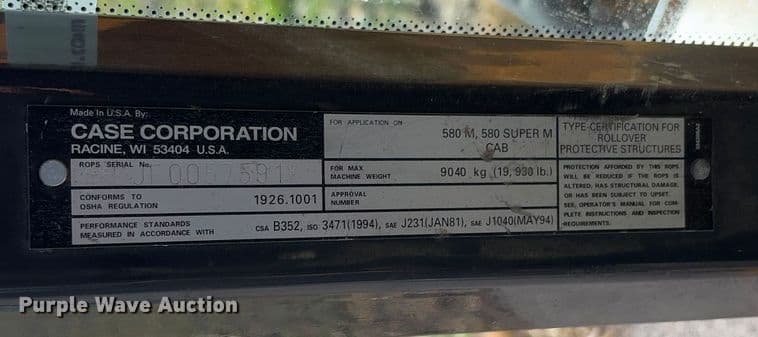 Made in U.S.A. By:
CASE CORPORATION
RACINE, WI 53404 U.S.A.
ROPS SERIAL No.
CONFORMS TO
OSHA REGULATION
1926.1001
PERFORMANCE STANDARDS
MEASURED IN ACCORDANCE WITH
CSA B352, ISO 3471(1994), SAE J231(JAN81), SAE J1040(MAY94)
FOR APPLICATION ON
580 M, 580 SUPER M
CAB
FOR MAX
MACHINE WEIGHT
9040 kg (19,930 lb.)
APPROVAL
NUMBER
TYPE CERTIFICATION FOR
ROLLOVER
PROTECTIVE STRUCTURES
PROTECTION AFFORDED BY THIS ROPS
WILL BE REDUCED IF THE ROPS IS
ALTERED, HAS STRUCTURAL DAMAGE,
OR HAS BEEN SUBJECT TO UPSET.
SEE OPERATOR'S MANUAL FOR COM-
PLETE INSTRUCTIONS AND INSPECTION
REQUIREMENTS.
Purple Wave Auction